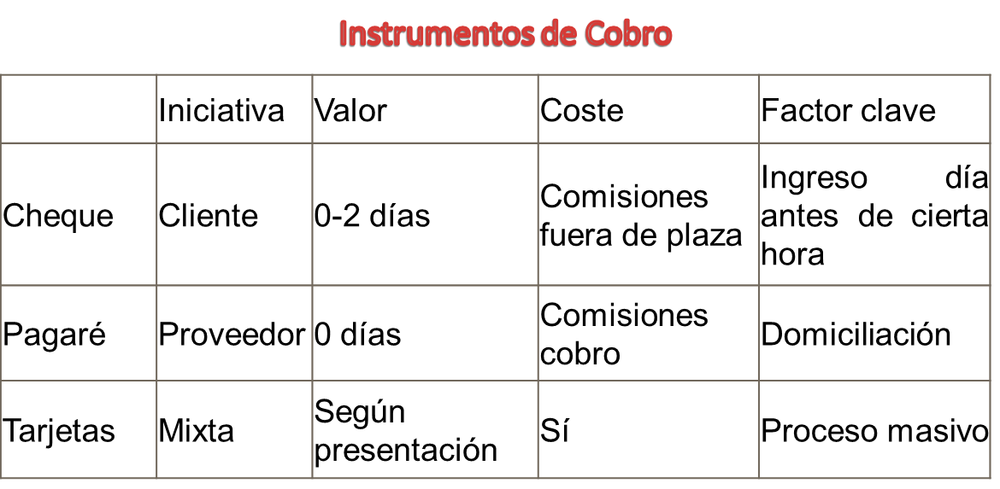 Instrumentos de Cobro
Iniciativa Valor Coste Factor clave
Cheque Cliente 0-2 días Comisiones fuera de plaza Ingreso día antes de cierta hora
Pagaré Proveedor 0 días Comisiones cobro Domiciliación
Tarjetas Mixta Según presentación Sí Proceso masivo